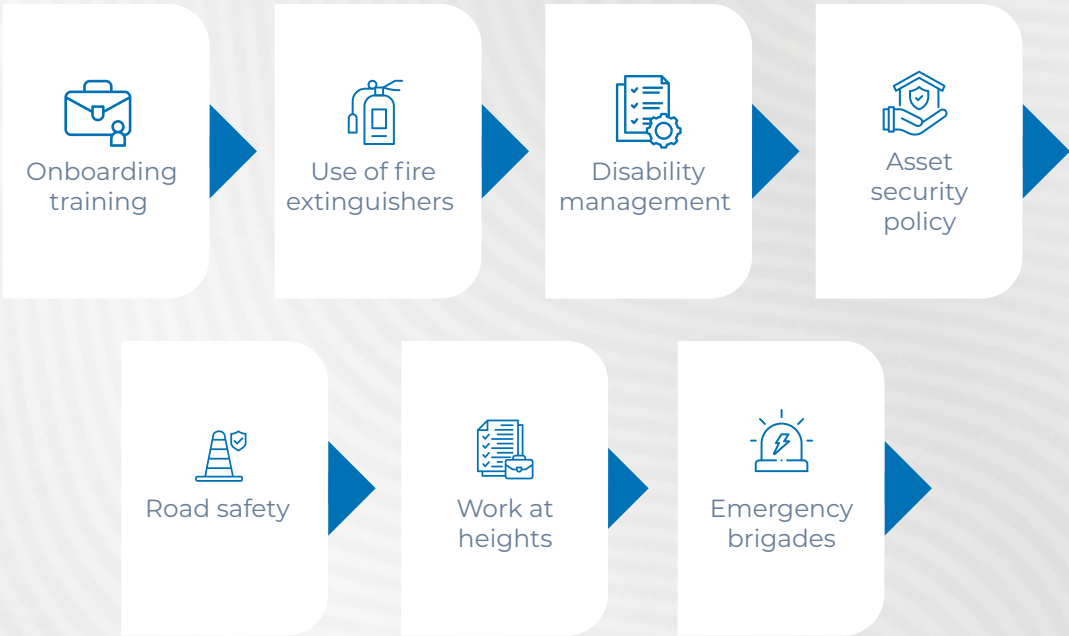 Onboarding
training
Use of fire
extinguishers
Disability
management
Asset
security
policy
Road safety
Work at
heights
Emergency
brigades